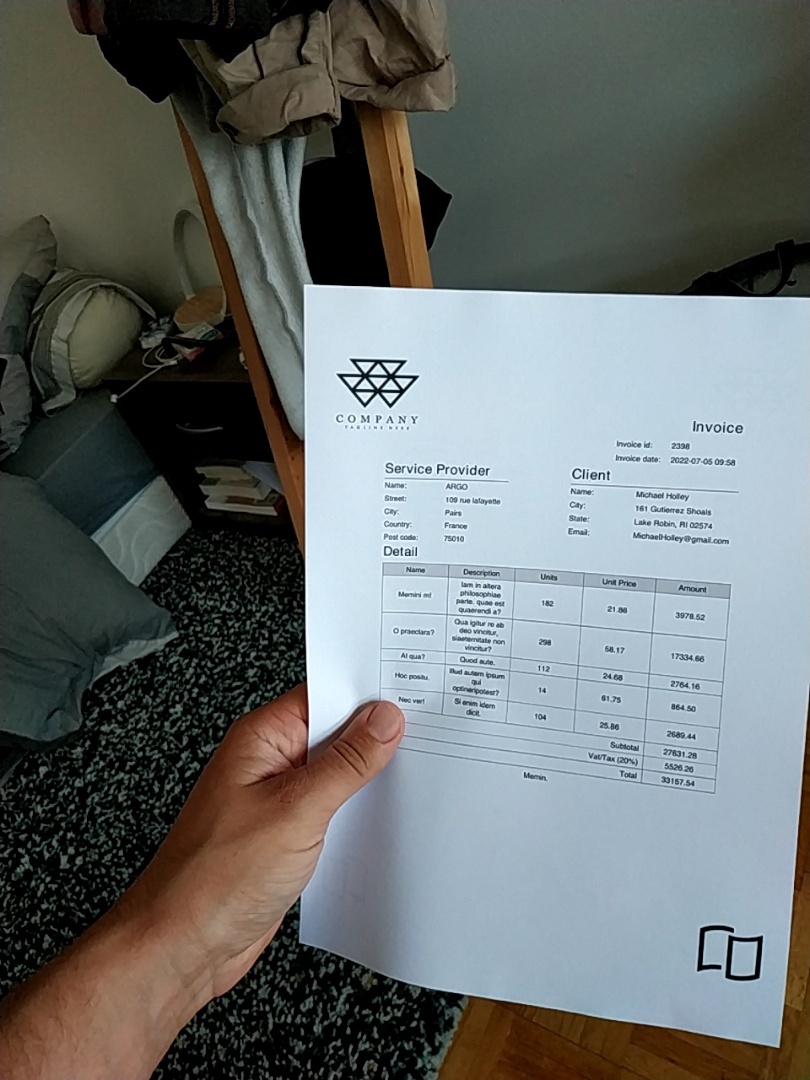 COMPANY
TAGLINE HERE
Invoice
Invoice id: 2398
Invoice date: 2022-07-05 09:58
Service Provider
Name: ARGO
Street: 109 rue lafayette
City: Pairs
Country: France
Post code: 75010
Client
Name: Michael Holley
City: 161 Gutierrez Shoals
State: Lake Robin, RI 02574
Email: MichaelHolley@gmail.com
Detail
Name Description Units Unit Price Amount
Memini mi! Iam in altera
philosophiae
parte, quae est
quaerendi a? 182 21.86 3978.52
O praeclara? Qua igitur re ab
deo vincitur,
siaeternitate non
vincitur? 298 58.17 17334.66
Al qua? Quod aute. 112 24.68 2764.16
Hoc positu. Illud autem ipsum
qui
optineripotest? 14 61.75 864.50
Nec ver! Si enim idem
dicit. 104 25.86 2689.44
Subtotal 27631.28
Vat/Tax (20%) 5526.26
Total 33157.54
Memin.